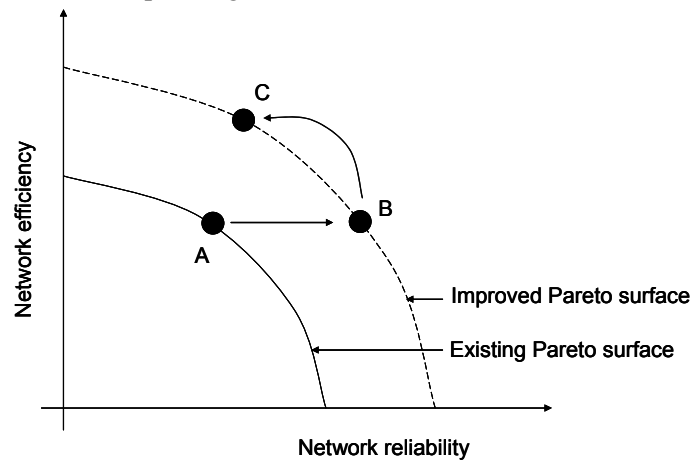 C
B
A
Network efficiency
Improved Pareto surface
Existing Pareto surface
Network reliability